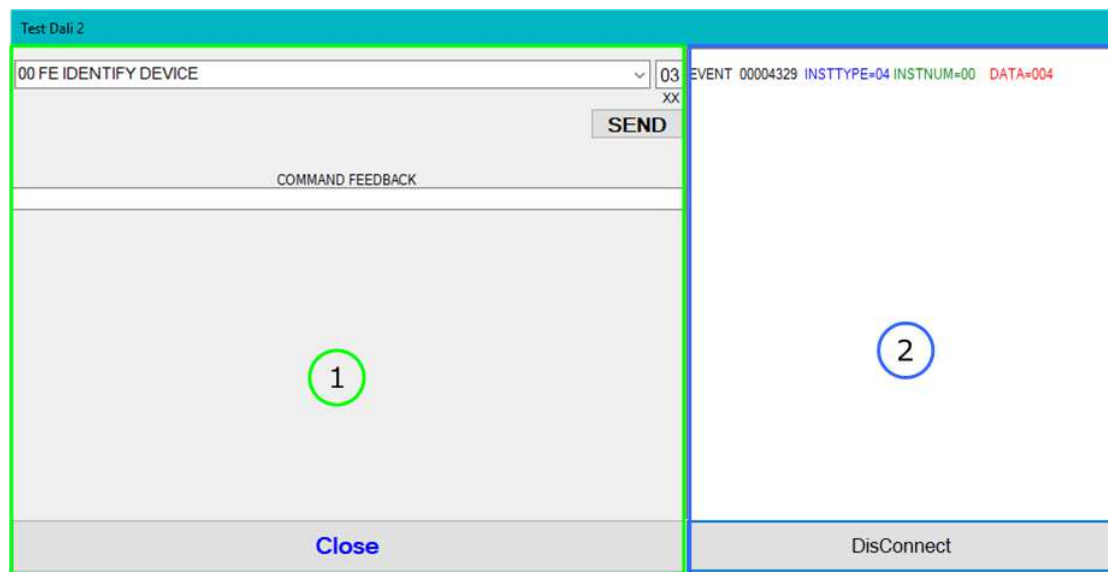 Test Dali 2
00 FE IDENTIFY DEVICE
03
XX
SEND
COMMAND FEEDBACK
1
Close
EVENT 00004329 INSTTYPE=04 INSTNUM=00 DATA=004
2
DisConnect